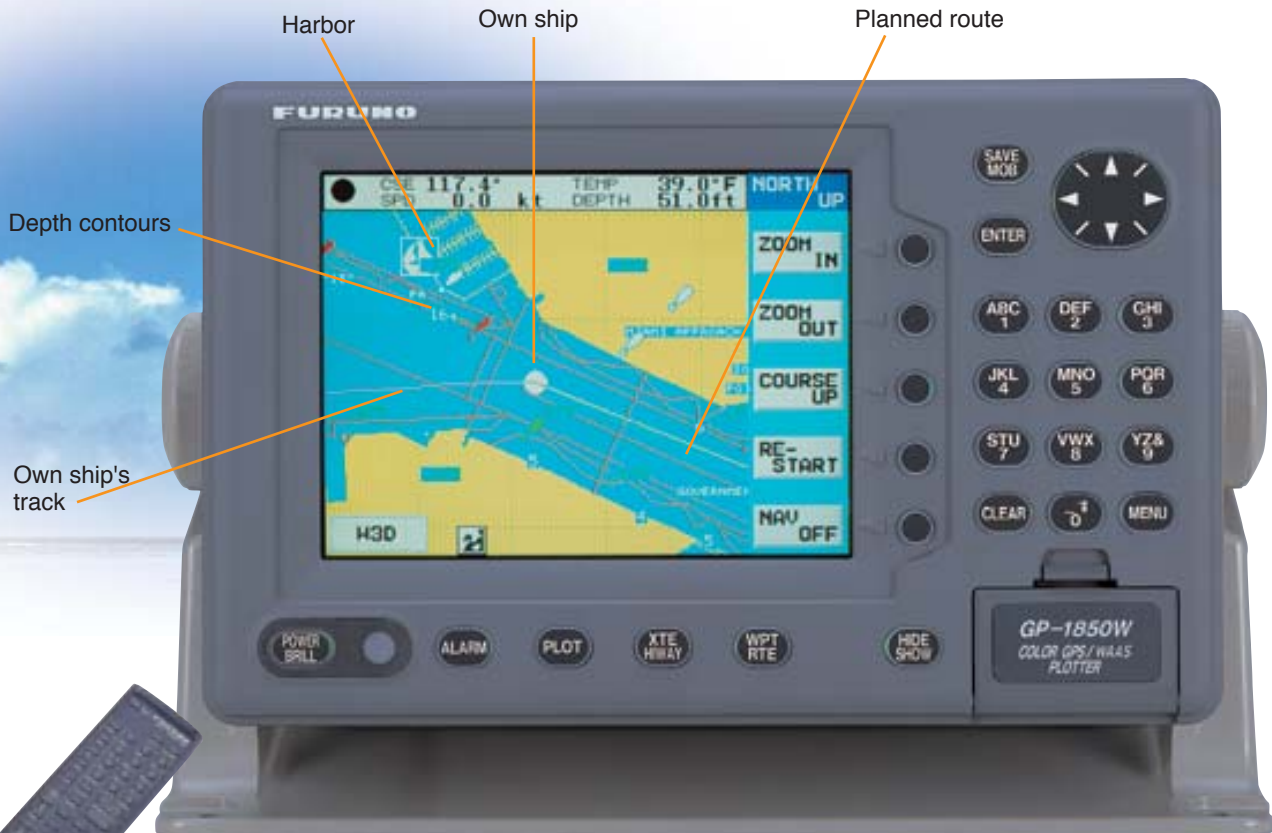 Harbor
Own ship
Planned route
Depth contours
Own ship's
track
FURUNO
CSE 117.4° TEMP 39.0°F
SPD 0.0 kt DEPTH 51.0ft
NORTH
UP
ZOOM
IN
ZOOM
OUT
COURSE
UP
RE-
START
NAV
OFF
16
5
4
5
W3D
SAVE
MOB
ENTER
ABC
1
DEF
2
GHI
3
JKL
4
MNO
5
PQR
6
STU
7
VWX
8
YZ&
9
CLEAR
0
MENU
POWER
BRILL
ALARM
PLOT
XTE
HIWAY
WPT
RTE
HIDE
SHOW
GP-1850W
COLOR GPS/WAAS
PLOTTER